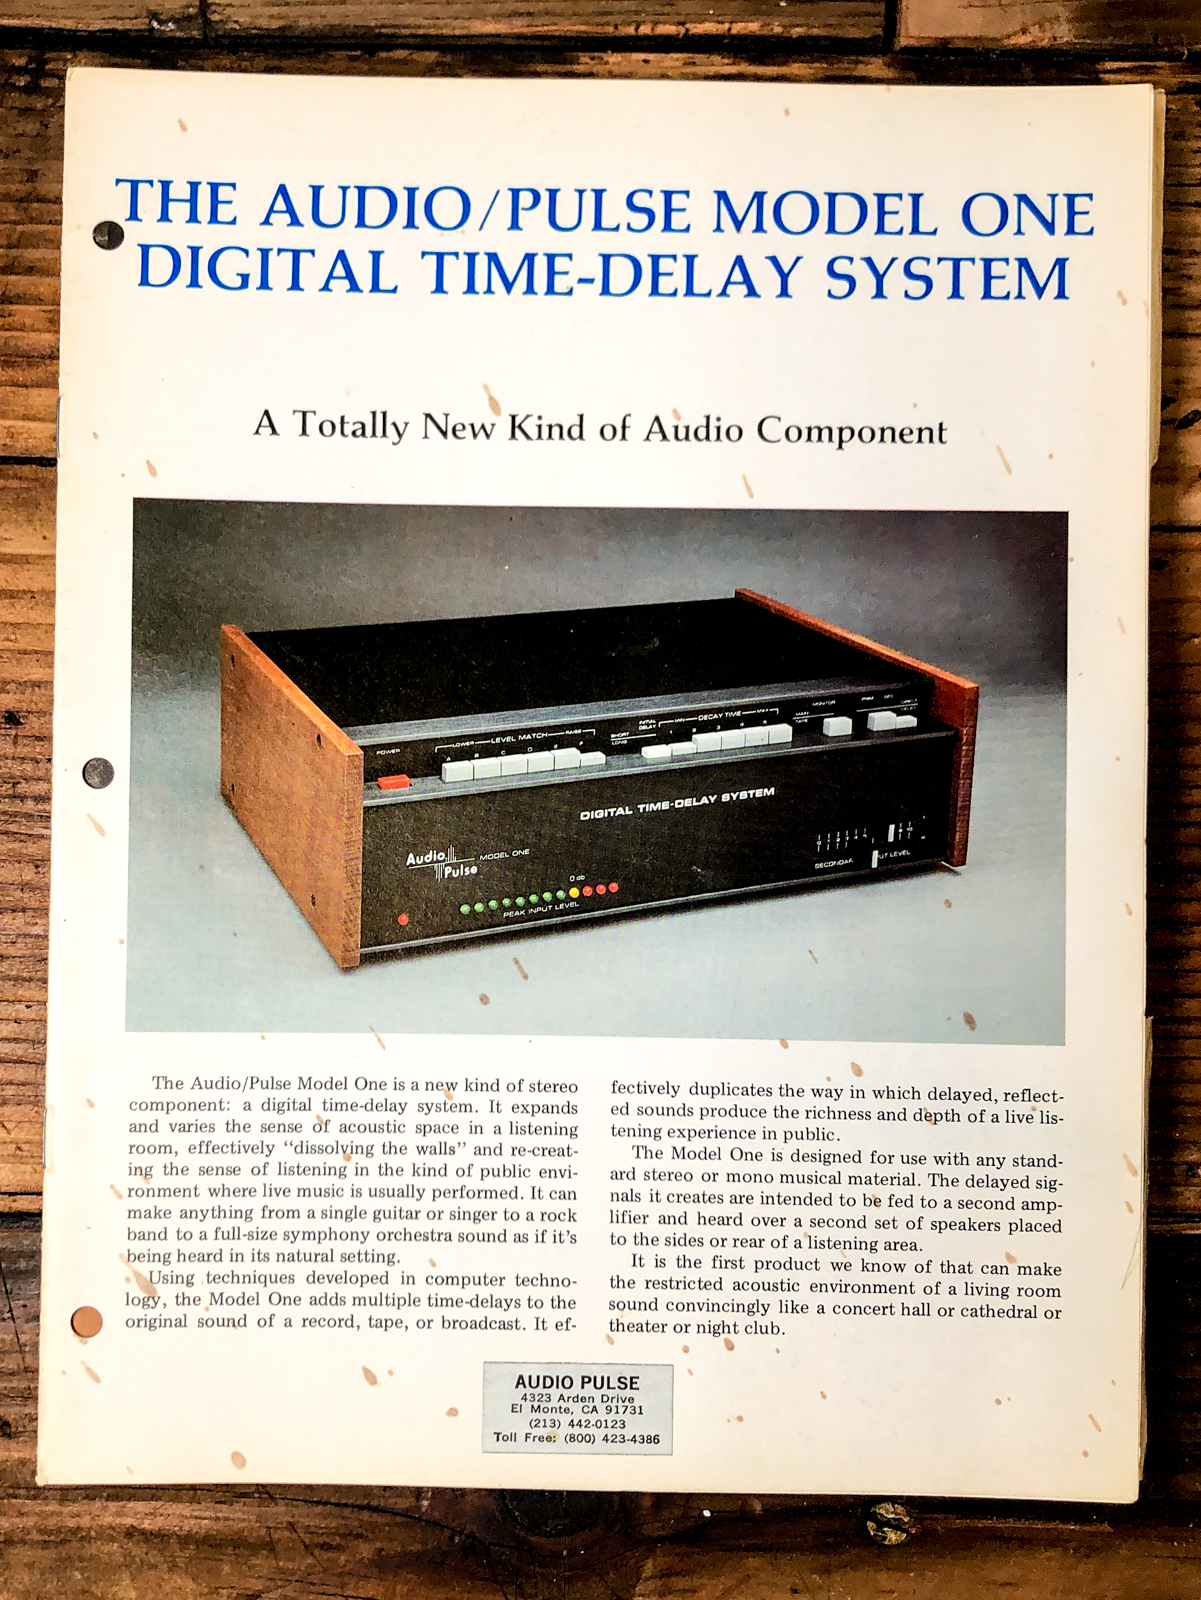 THE AUDIO/PULSE MODEL ONE
DIGITAL TIME-DELAY SYSTEM
A Totally New Kind of Audio Component
POWER
LOWER LEVEL MATCH RAISE
A B C D E F
INITIAL DELAY
SHORT
LONG
MIN DECAY TIME MAX
1 2 3 4 5
MONITOR
MAIN
TAPE
DIGITAL TIME-DELAY SYSTEM
Audio
Pulse
MODEL ONE
0 db
PEAK INPUT LEVEL
The Audio/Pulse Model One is a new kind of stereo
component: a digital time-delay system. It expands
and varies the sense of acoustic space in a listening
room, effectively “dissolving the walls” and re-creat-
ing the sense of listening in the kind of public envi-
ronment where live music is usually performed. It can
make anything from a single guitar or singer to a rock
band to a full-size symphony orchestra sound as if it’s
being heard in its natural setting.
Using techniques developed in computer techno-
logy, the Model One adds multiple time-delays to the
original sound of a record, tape, or broadcast. It ef-
fectively duplicates the way in which delayed, reflect-
ed sounds produce the richness and depth of a live lis-
tening experience in public.
The Model One is designed for use with any stand-
ard stereo or mono musical material. The delayed sig-
nals it creates are intended to be fed to a second amp-
lifier and heard over a second set of speakers placed
to the sides or rear of a listening area.
It is the first product we know of that can make
the restricted acoustic environment of a living room
sound convincingly like a concert hall or cathedral or
theater or night club.
AUDIO PULSE
4323 Arden Drive
El Monte, CA 91731
(213) 442-0123
Toll Free: (800) 423-4386